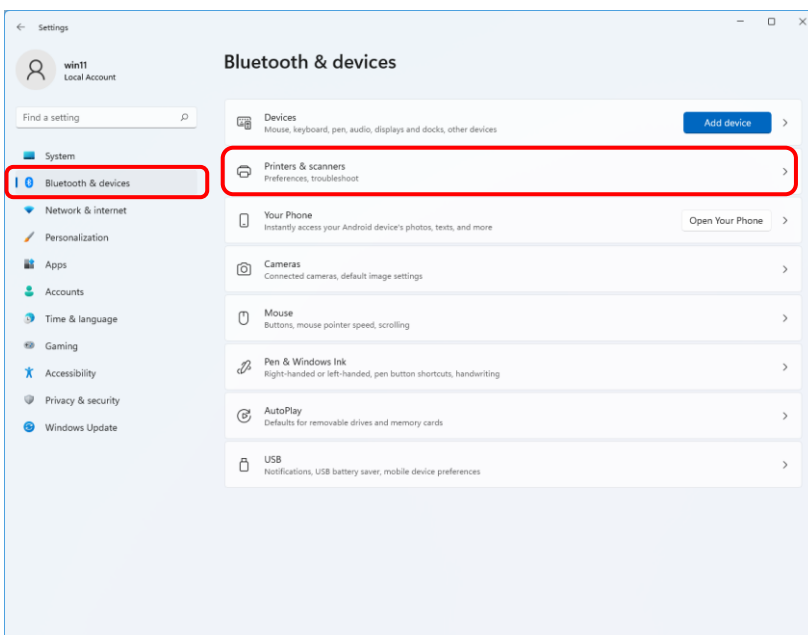 Settings
win11
Local Account
Find a setting
System
Bluetooth & devices
Network & internet
Personalization
Apps
Accounts
Time & language
Gaming
Accessibility
Privacy & security
Windows Update
Bluetooth & devices
Devices
Mouse, keyboard, pen, audio, displays and docks, other devices
Add device
Printers & scanners
Preferences, troubleshoot
Your Phone
Instantly access your Android device's photos, texts, and more
Open Your Phone
Cameras
Connected cameras, default image settings
Mouse
Buttons, mouse pointer speed, scrolling
Pen & Windows Ink
Right-handed or left-handed, pen button shortcuts, handwriting
AutoPlay
Defaults for removable drives and memory cards
USB
Notifications, USB battery saver, mobile device preferences